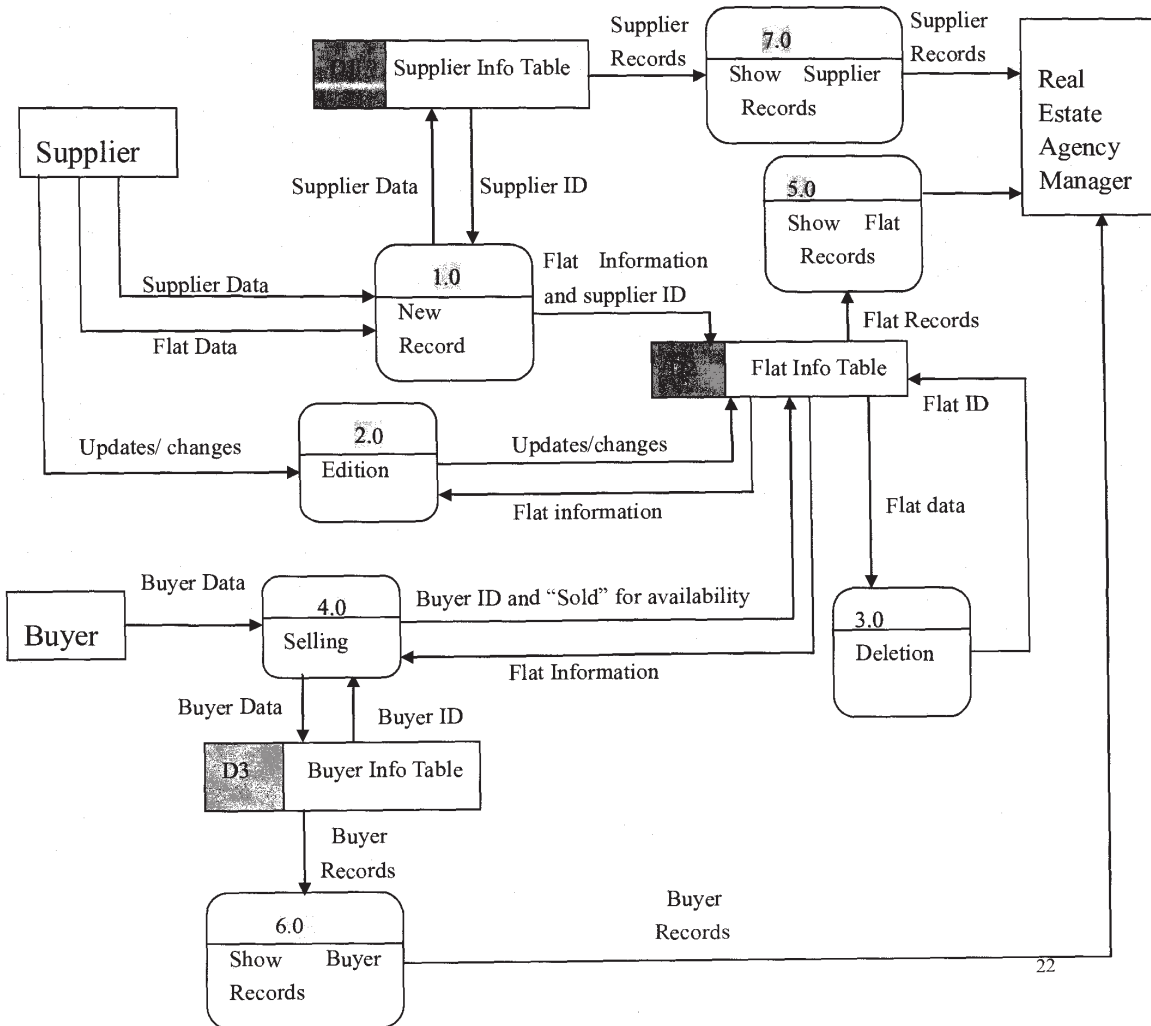 Supplier
Records
Supplier
Records
7.0
Show Supplier
Records
Real
Estate
Agency
Manager
Supplier Info Table
Supplier
Supplier Data
Supplier ID
5.0
Show Flat
Records
1.0
New
Record
Flat Information
and supplier ID
Supplier Data
Flat Data
Flat Records
Flat Info Table
Flat ID
Updates/ changes
2.0
Edition
Updates/changes
Flat information
Flat data
Buyer Data
Buyer
4.0
Selling
Buyer ID and “Sold” for availability
Flat Information
3.0
Deletion
Buyer Data
Buyer ID
D3
Buyer Info Table
Buyer
Records
6.0
Show Buyer
Records
Buyer
Records
22